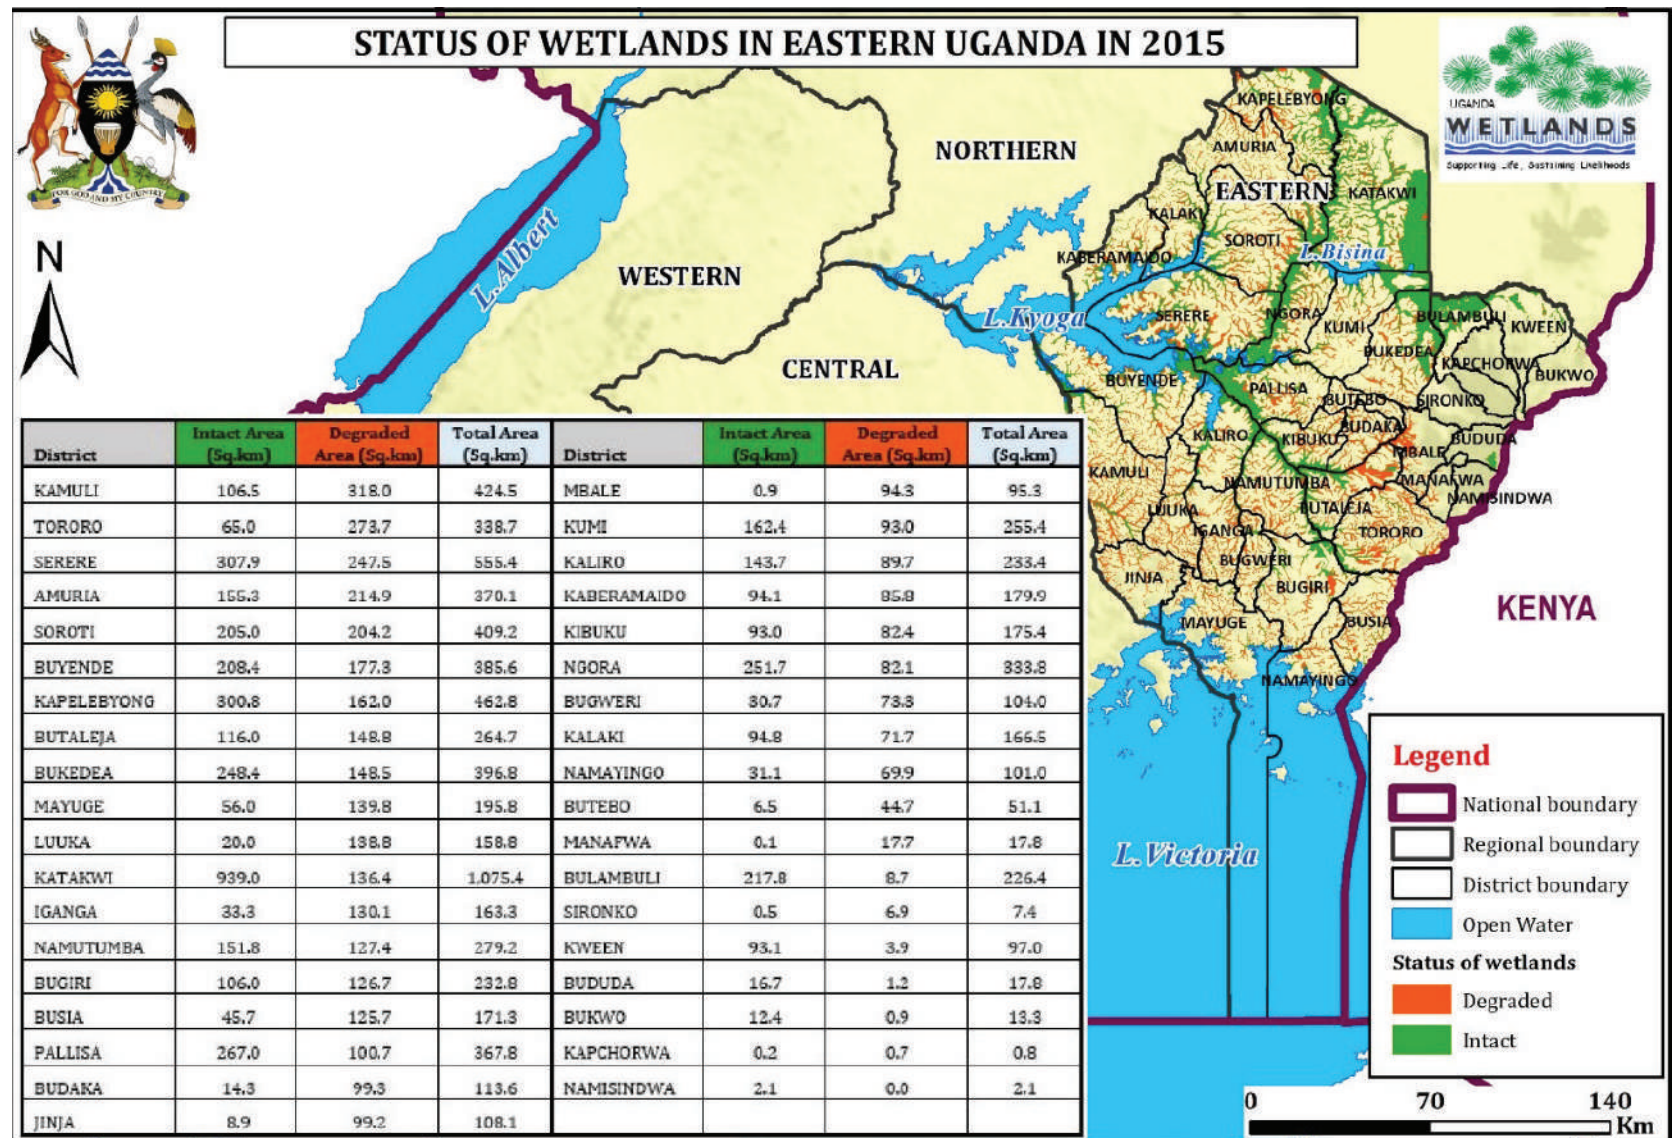 STATUS OF WETLANDS IN EASTERN UGANDA IN 2015
FOR GOD AND MY COUNTRY
UGANDA
WETLANDS
Supporting Life, Sustaining Livelihoods
N
L. Albert
WESTERN
NORTHERN
CENTRAL
EASTERN
L. Kyoga
L. Bisina
L. Victoria
KENYA
KAPELEBYONG
AMURIA
KATAKWI
KALAKI
SOROTI
KABERAMAIDO
SERERE
NGORA
KUMI
BULAMBULI
KWEEN
BUKEDEA
KAPCHORWA
BUKWO
BUYENDE
PALLISA
BUTEBO
SIRONKO
BUDAKA
KALIRO
KIBUKU
BUDUDA
MBALE
KAMULI
NAMUTUMBA
MANAFWA
NAMISINDWA
LUUKA
BUTALEJA
IGANGA
TORORO
BUGWERI
JINJA
BUGIRI
MAYUGE
BUSIA
NAMAYINGO
District Intact Area (Sq.km) Degraded Area (Sq.km) Total Area (Sq.km) District Intact Area (Sq.km) Degraded Area (Sq.km) Total Area (Sq.km)
KAMULI 106.5 318.0 424.5 MBALE 0.9 94.3 95.3
TORORO 65.0 273.7 338.7 KUMI 162.4 93.0 255.4
SERERE 307.9 247.5 555.4 KALIRO 143.7 89.7 233.4
AMURIA 155.3 214.9 370.1 KABERAMAIDO 94.1 85.8 179.9
SOROTI 205.0 204.2 409.2 KIBUKU 93.0 82.4 175.4
BUYENDE 208.4 177.3 385.6 NGORA 251.7 82.1 333.8
KAPELEBYONG 300.8 162.0 462.8 BUGWERI 30.7 73.3 104.0
BUTALEJA 116.0 148.8 264.7 KALAKI 94.8 71.7 166.5
BUKEDEA 248.4 148.5 396.8 NAMAYINGO 31.1 69.9 101.0
MAYUGE 56.0 139.8 195.8 BUTEBO 6.5 44.7 51.1
LUUKA 20.0 138.8 158.8 MANAFWA 0.1 17.7 17.8
KATAKWI 939.0 136.4 1,075.4 BULAMBULI 217.8 8.7 226.4
IGANGA 33.3 130.1 163.3 SIRONKO 0.5 6.9 7.4
NAMUTUMBA 151.8 127.4 279.2 KWEEN 93.1 3.9 97.0
BUGIRI 106.0 126.7 232.8 BUDUDA 16.7 1.2 17.8
BUSIA 45.7 125.7 171.3 BUKWO 12.4 0.9 13.3
PALLISA 267.0 100.7 367.8 KAPCHORWA 0.2 0.7 0.8
BUDAKA 14.3 99.3 113.6 NAMISINDWA 2.1 0.0 2.1
JINJA 8.9 99.2 108.1
Legend
National boundary
Regional boundary
District boundary
Open Water
Status of wetlands
Degraded
Intact
0 70 140
Km